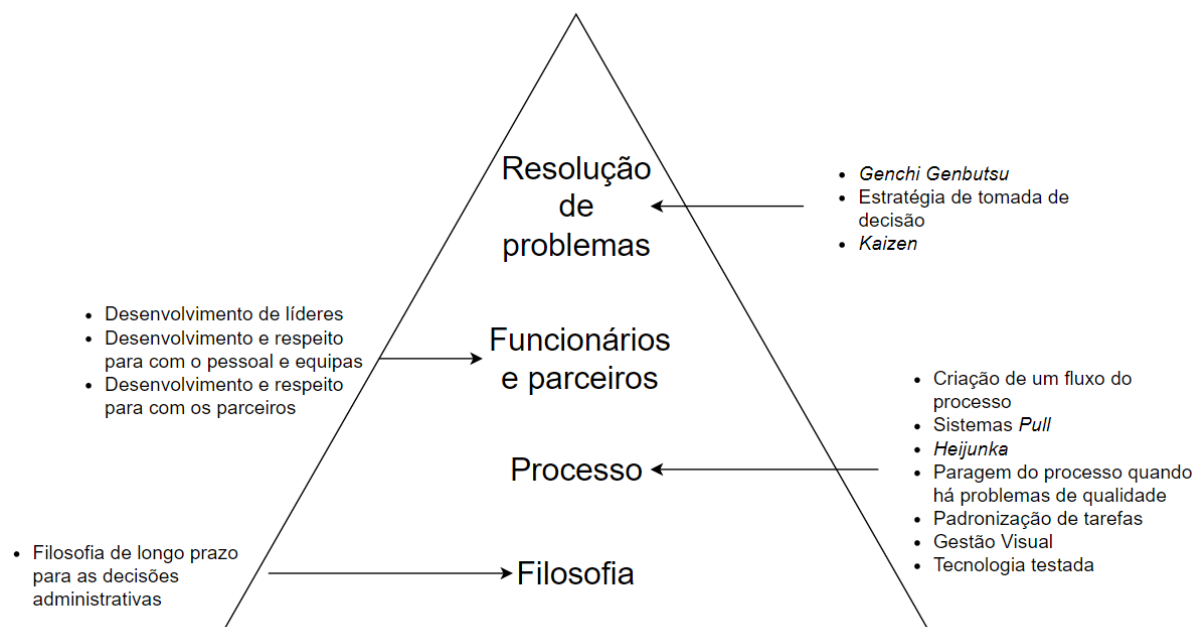 Resolução
de
problemas
• Genchi Genbutsu
• Estratégia de tomada de
decisão
• Kaizen
• Desenvolvimento de líderes
• Desenvolvimento e respeito
para com o pessoal e equipas
• Desenvolvimento e respeito
para com os parceiros
Funcionários
e parceiros
Processo
• Criação de um fluxo do
processo
• Sistemas Pull
• Heijunka
• Paragem do processo quando
há problemas de qualidade
• Padronização de tarefas
• Gestão Visual
• Tecnologia testada
• Filosofia de longo prazo
para as decisões
administrativas
Filosofia